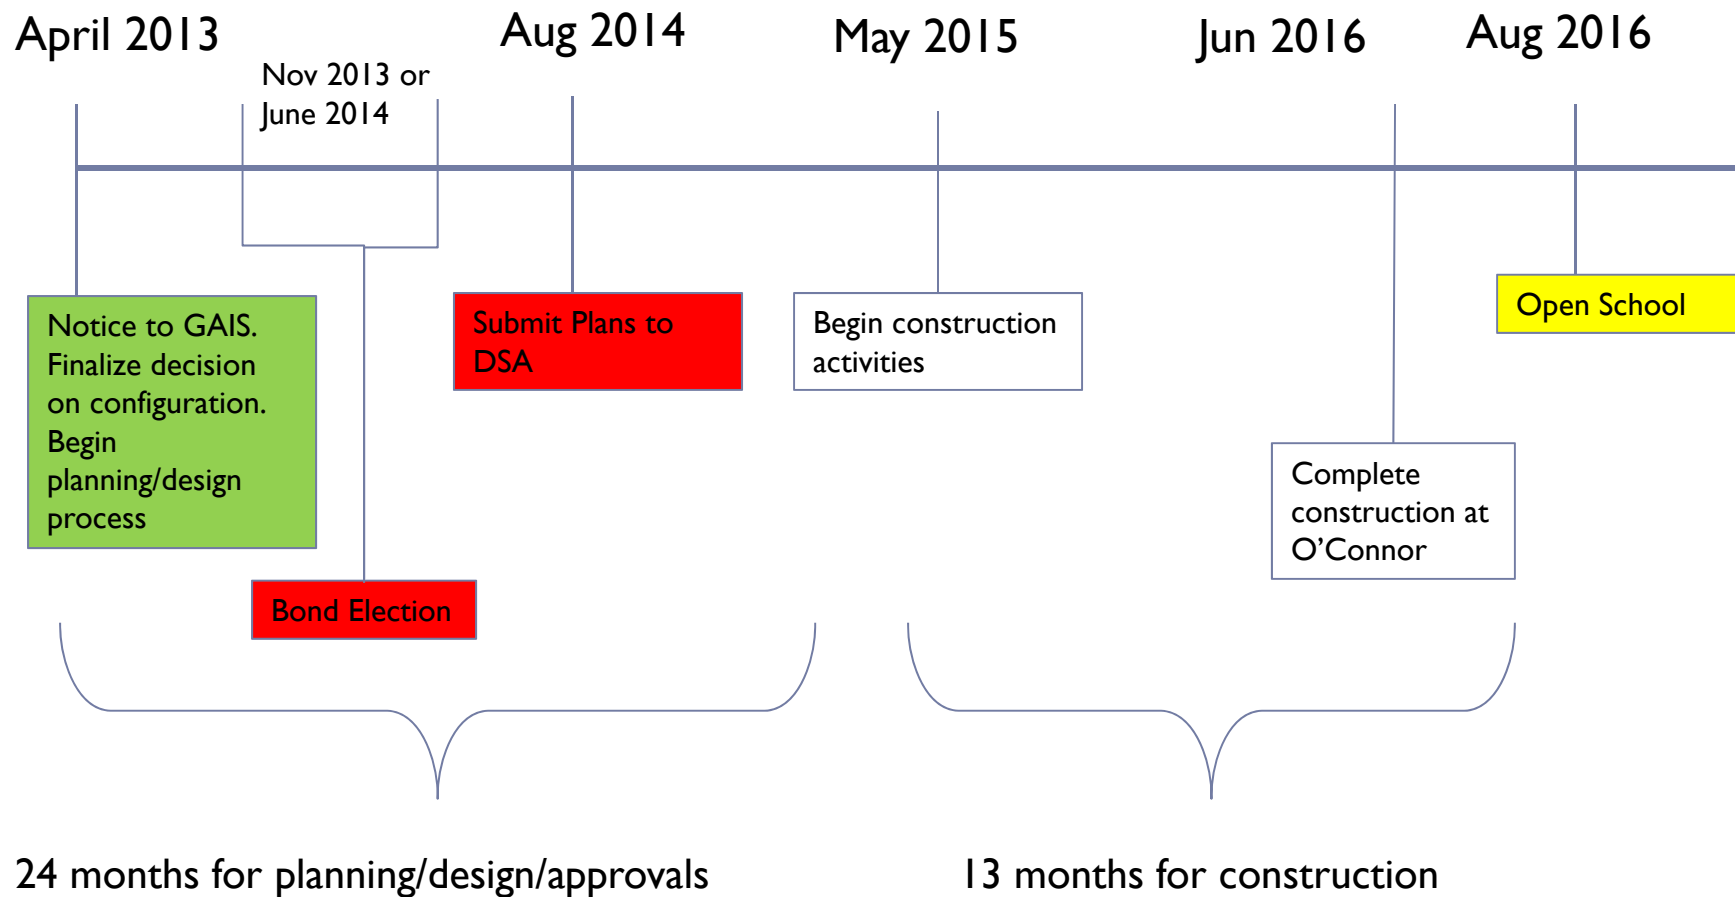 April 2013
Aug 2014
May 2015
Jun 2016
Aug 2016
Nov 2013 or
June 2014
Notice to GAIS.
Finalize decision
on configuration.
Begin
planning/design
process
Bond Election
Submit Plans to
DSA
Begin construction
activities
Complete
construction at
O’Connor
Open School
24 months for planning/design/approvals
13 months for construction